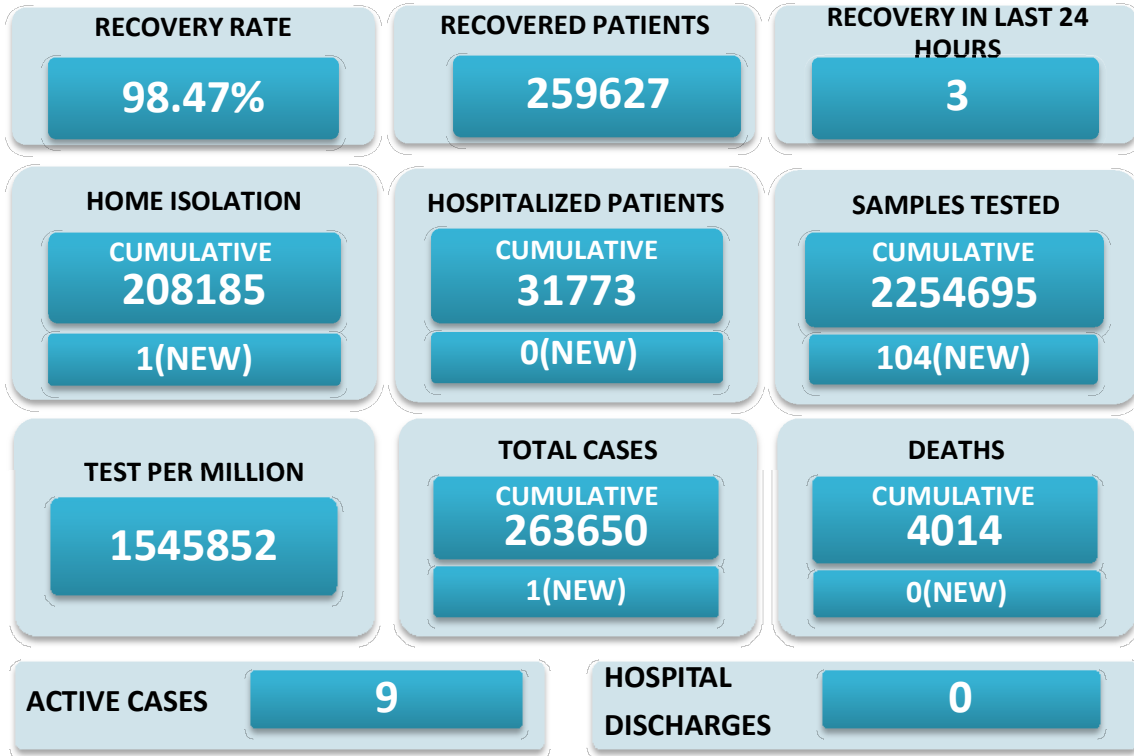 RECOVERY RATE
98.47%
RECOVERED PATIENTS
259627
RECOVERY IN LAST 24
HOURS
3
HOME ISOLATION
CUMULATIVE
208185
1(NEW)
HOSPITALIZED PATIENTS
CUMULATIVE
31773
0(NEW)
SAMPLES TESTED
CUMULATIVE
2254695
104(NEW)
TEST PER MILLION
1545852
TOTAL CASES
CUMULATIVE
263650
1(NEW)
DEATHS
CUMULATIVE
4014
0(NEW)
ACTIVE CASES
9
HOSPITAL
DISCHARGES
0